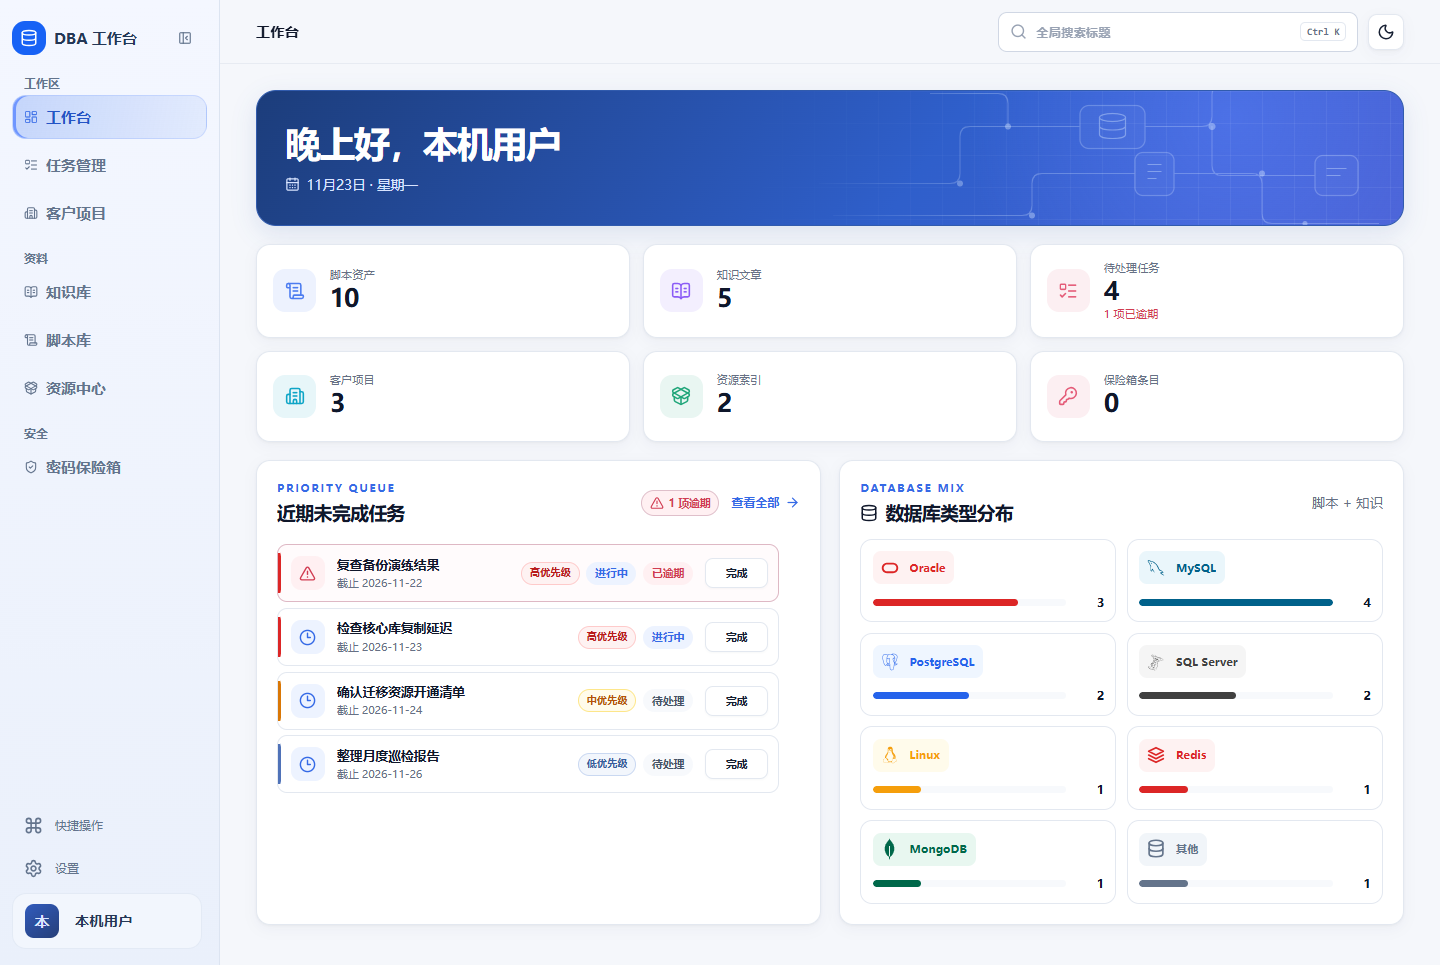 DBA 工作台
工作区
工作台
任务管理
客户项目
资料
知识库
脚本库
资源中心
安全
密码保险箱
快捷操作
设置
本
本机用户
工作台
全局搜索标题
Ctrl K
晚上好，本机用户
11月23日 · 星期一
脚本资产
10
知识文章
5
待处理任务
4
1 项已逾期
客户项目
3
资源索引
2
保险箱条目
0
PRIORITY QUEUE
近期未完成任务
1 项逾期
查看全部
复查备份演练结果
截止 2026-11-22
高优先级
进行中
已逾期
完成
检查核心库复制延迟
截止 2026-11-23
高优先级
进行中
完成
确认迁移资源开通清单
截止 2026-11-24
中优先级
待处理
完成
整理月度巡检报告
截止 2026-11-26
低优先级
待处理
完成
DATABASE MIX
数据库类型分布
脚本 + 知识
Oracle
3
MySQL
4
PostgreSQL
2
SQL Server
2
Linux
1
Redis
1
MongoDB
1
其他
1